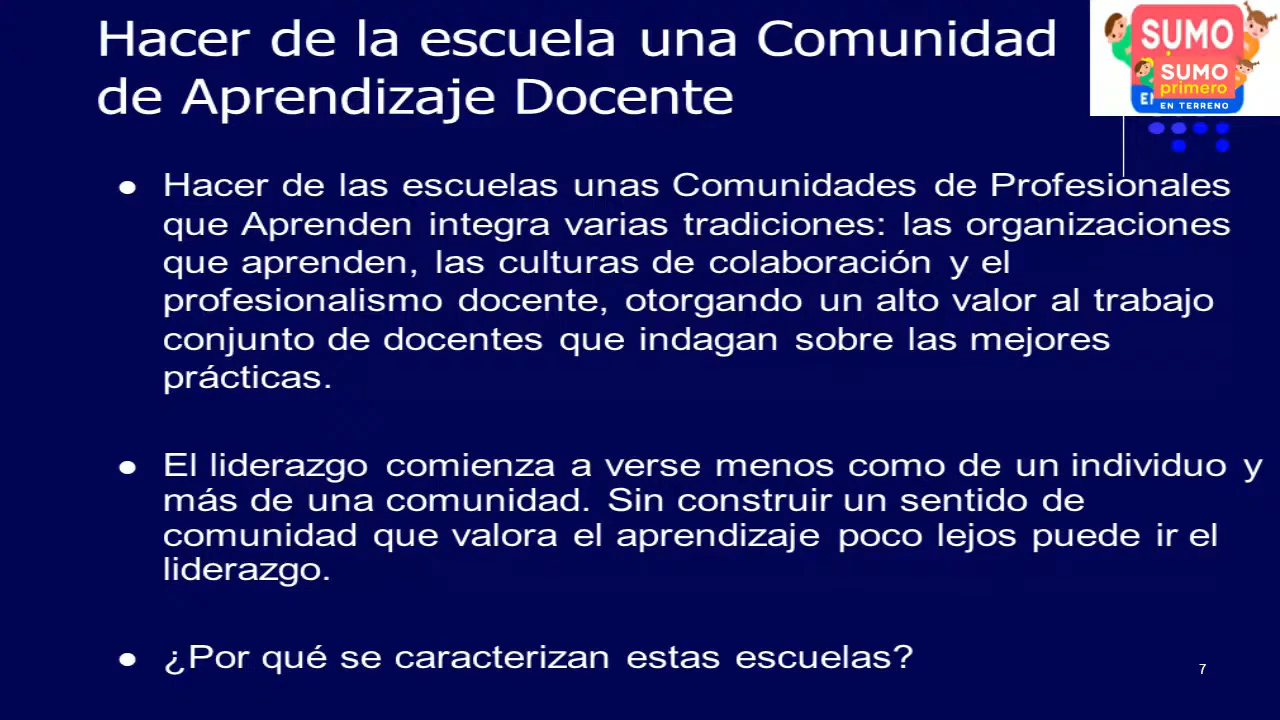 Hacer de la escuela una Comunidad
de Aprendizaje Docente
SUMO
SUMO
primero
EN TERRENO
● Hacer de las escuelas unas Comunidades de Profesionales
que Aprenden integra varias tradiciones: las organizaciones
que aprenden, las culturas de colaboración y el
profesionalismo docente, otorgando un alto valor al trabajo
conjunto de docentes que indagan sobre las mejores
prácticas.
● El liderazgo comienza a verse menos como de un individuo y
más de una comunidad. Sin construir un sentido de
comunidad que valora el aprendizaje poco lejos puede ir el
liderazgo.
● ¿Por qué se caracterizan estas escuelas?
7